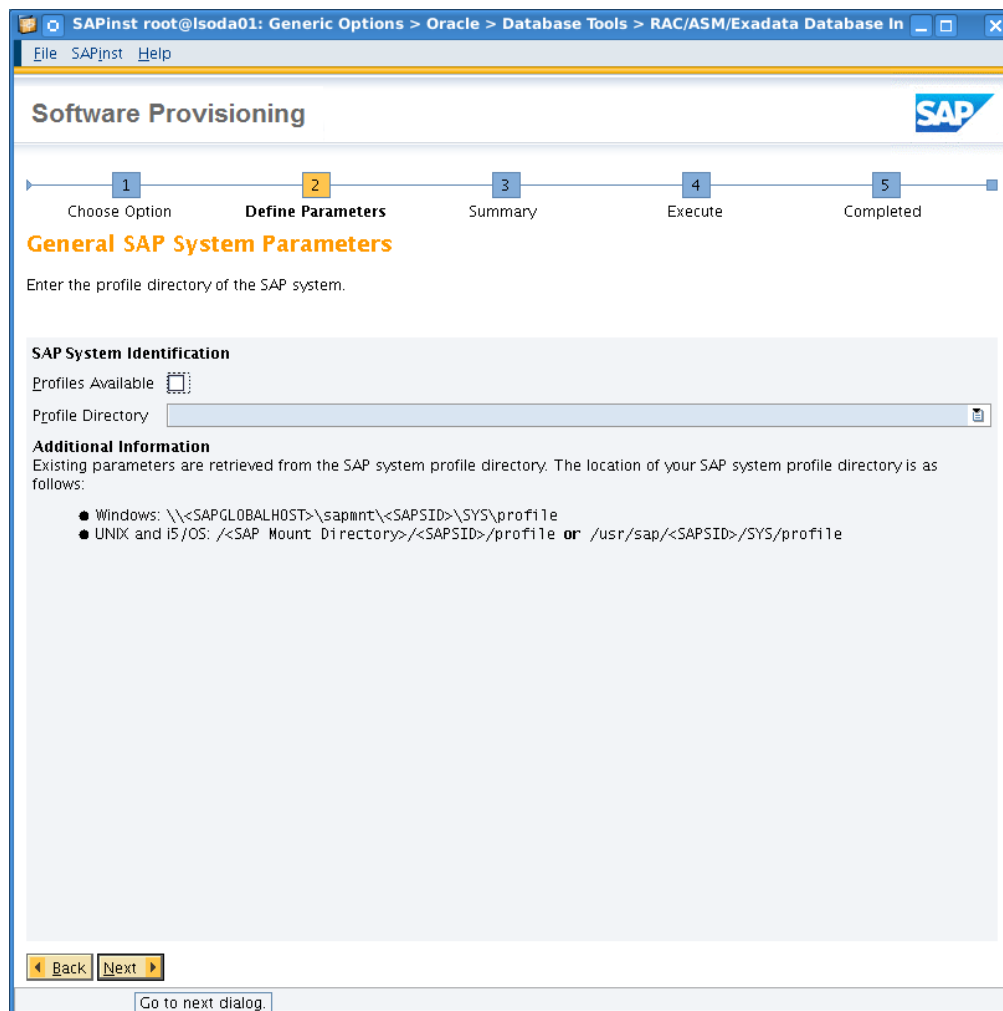 SAPinst root@lsoda01: Generic Options > Oracle > Database Tools > RAC/ASM/Exadata Database In
File SAPinst Help
Software Provisioning
SAP
1 2 3 4 5
Choose Option Define Parameters Summary Execute Completed
General SAP System Parameters
Enter the profile directory of the SAP system.
SAP System Identification
Profiles Available
Profile Directory
Additional Information
Existing parameters are retrieved from the SAP system profile directory. The location of your SAP system profile directory is as
follows:
● Windows: \\<SAPGLOBALHOST>\sapmnt\<SAPSID>\SYS\profile
● UNIX and i5/OS: /<SAP Mount Directory>/<SAPSID>/profile or /usr/sap/<SAPSID>/SYS/profile
Back Next
Go to next dialog.